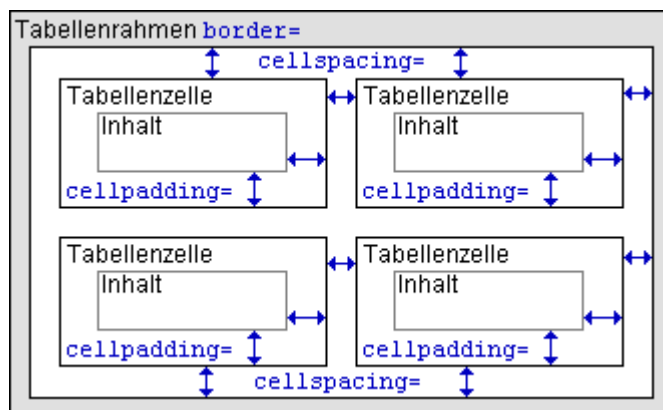 Tabellenrahmen border=
cellspacing=
Tabellenzelle
Inhalt
cellpadding=
Tabellenzelle
Inhalt
cellpadding=
Tabellenzelle
Inhalt
cellpadding=
Tabellenzelle
Inhalt
cellpadding=
cellspacing=